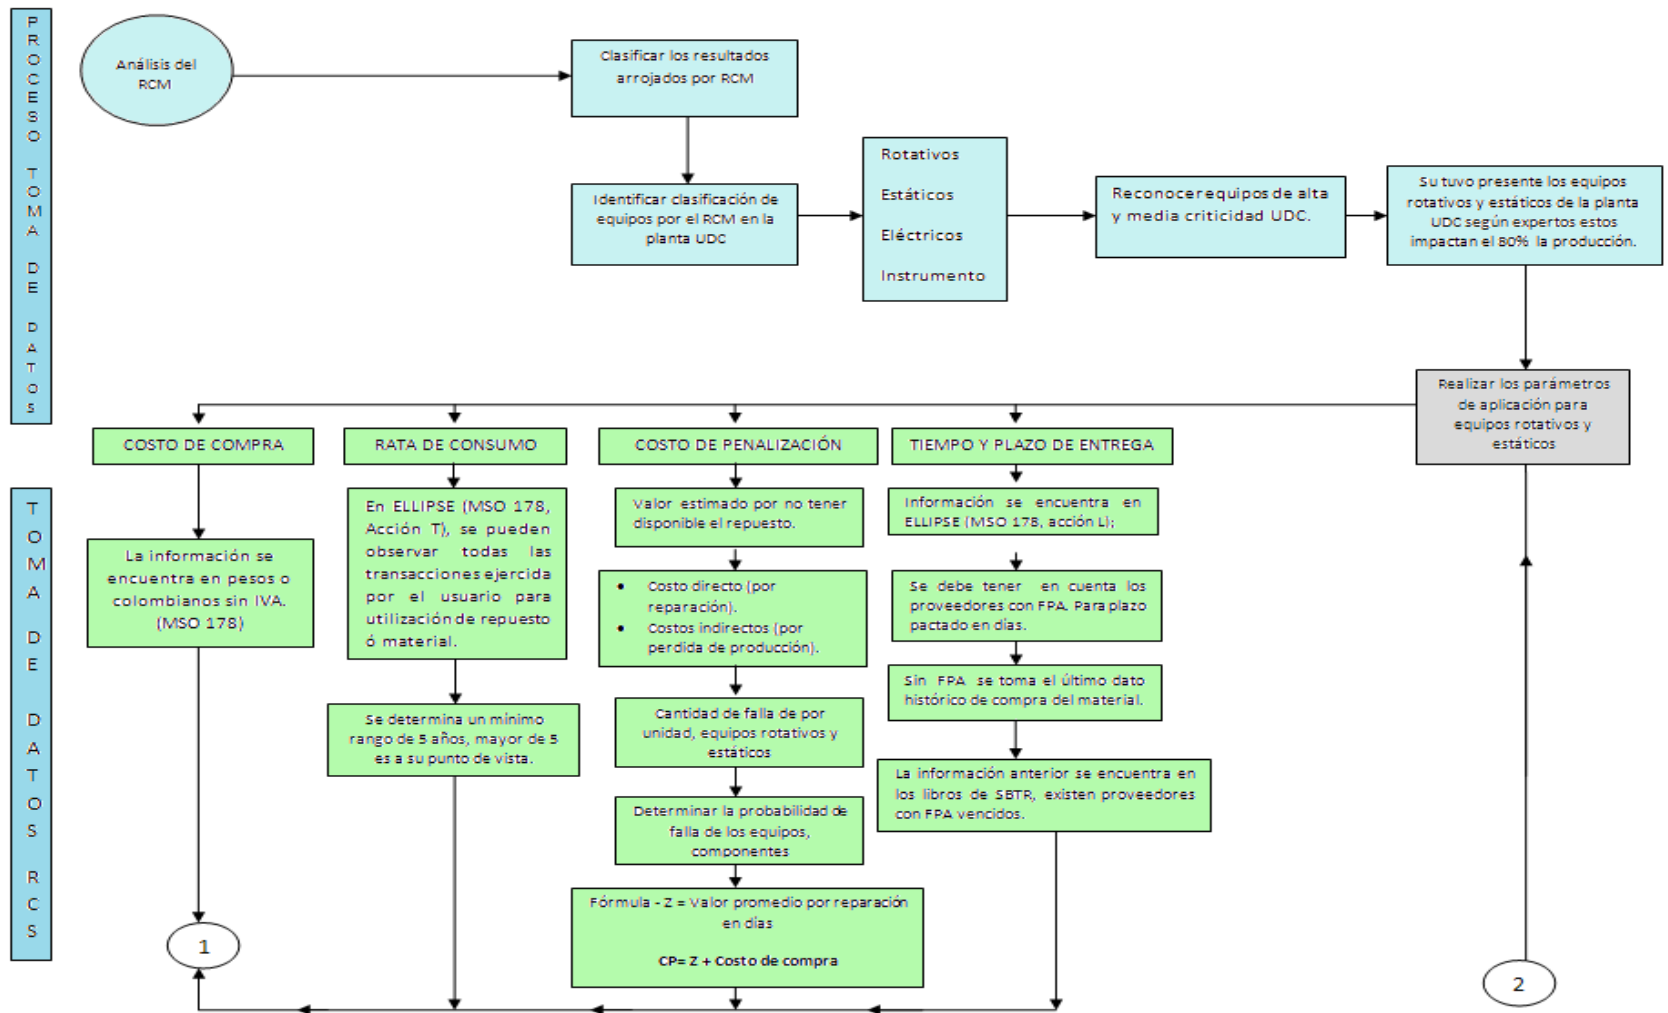 PROCESO TOMA DE DATOS
Análisis del
RCM
Clasificar los resultados
arrojados por RCM
Identificar clasificación de
equipos por el RCM en la
planta UDC
Rotativos
Estáticos
Eléctricos
Instrumento
Reconocerequipos de alta
y media criticidad UDC.
Su tuvo presente los equipos
rotativos y estáticos de la planta
UDC según expertos estos
impactan el 80% la producción.
Realizar los parámetros
de aplicación para
equipos rotativos y
estáticos
TOMA DE DATOS RCS
COSTO DE COMPRA
La información se
encuentra en pesos o
colombianos sin IVA.
(MSO 178)
1
RATA DE CONSUMO
En ELLIPSE (MSO 178,
Acción T), se pueden
observar todas las
transacciones ejercida
por el usuario para
utilización de repuesto
ó material.
Se determina un mínimo
rango de 5 años, mayor de 5
es a su punto de vista.
COSTO DE PENALIZACIÓN
Valor estimado por no tener
disponible el repuesto.
• Costo directo (por
reparación).
• Costos indirectos (por
perdida de producción).
Cantidad de falla de por
unidad, equipos rotativos y
estáticos
Determinar la probabilidad de
falla de los equipos,
componentes
Fórmula - Z = Valor promedio por reparación
en días
CP= Z + Costo de compra
TIEMPO Y PLAZO DE ENTREGA
Información se encuentra en
ELLIPSE (MSO 178, acción L);
Se debe tener en cuenta los
proveedores con FPA. Para plazo
pactado en días.
Sin FPA se toma el último dato
histórico de compra del material.
La información anterior se encuentra en
los libros de SBTR, existen proveedores
con FPA vencidos.
2